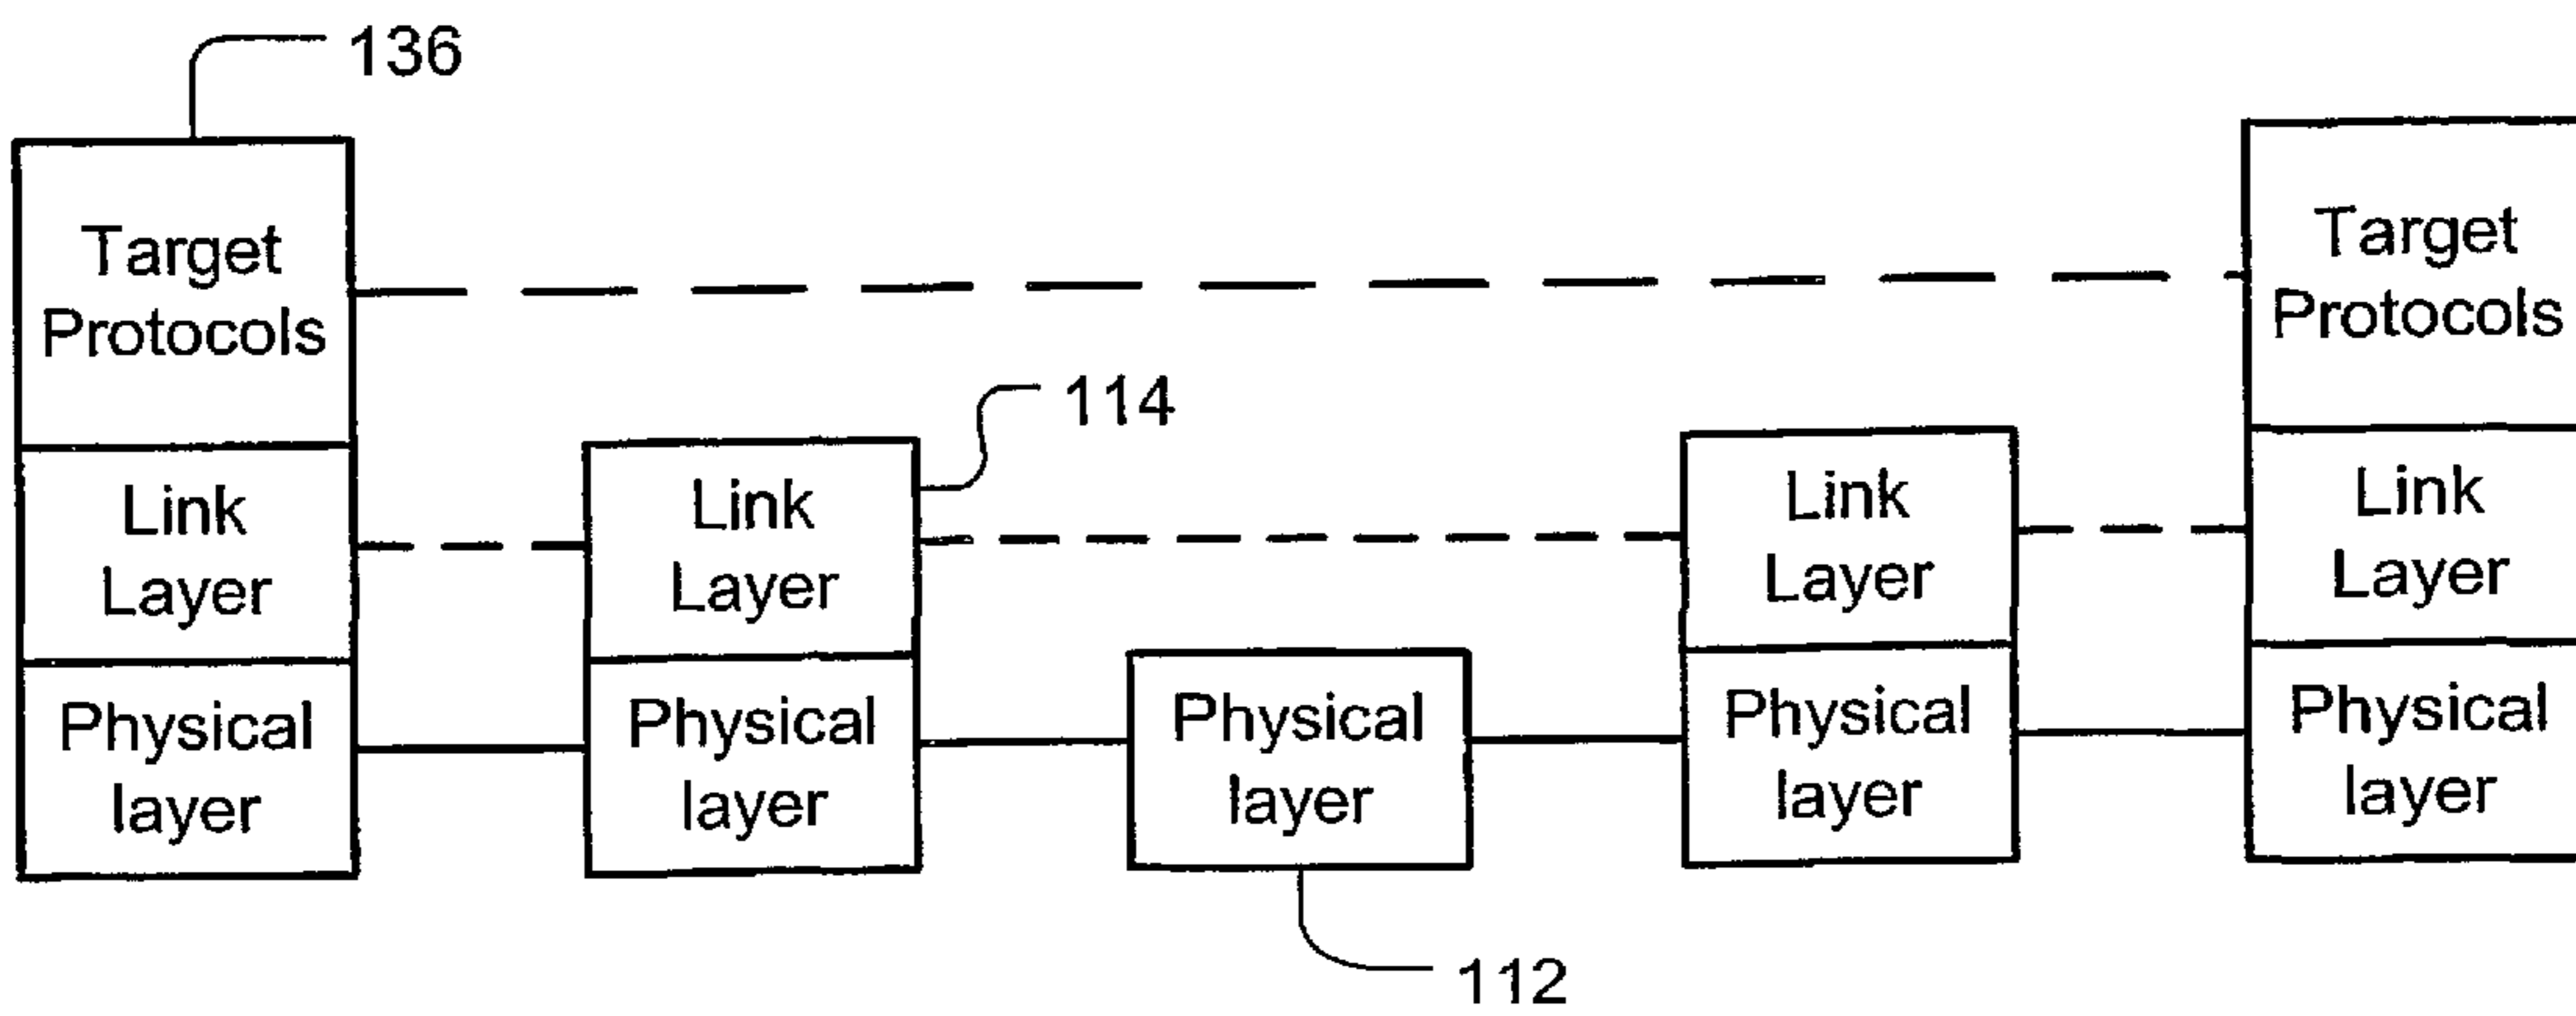 136
Target
Protocols
Link
Layer
Physical
layer
114
Link
Layer
Physical
layer
Physical
layer
112
Link
Layer
Physical
layer
Target
Protocols
Link
Layer
Physical
layer